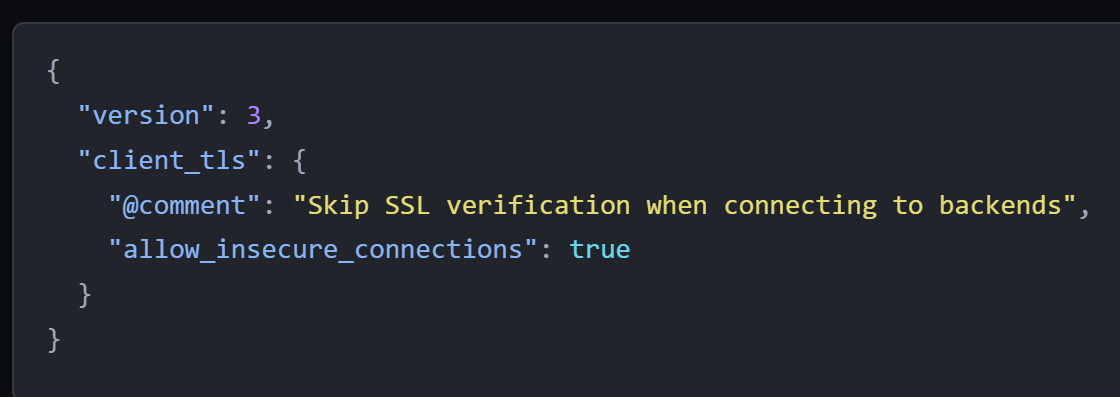 {
  "version": 3,
  "client_tls": {
    "@comment": "Skip SSL verification when connecting to backends",
    "allow_insecure_connections": true
  }
}